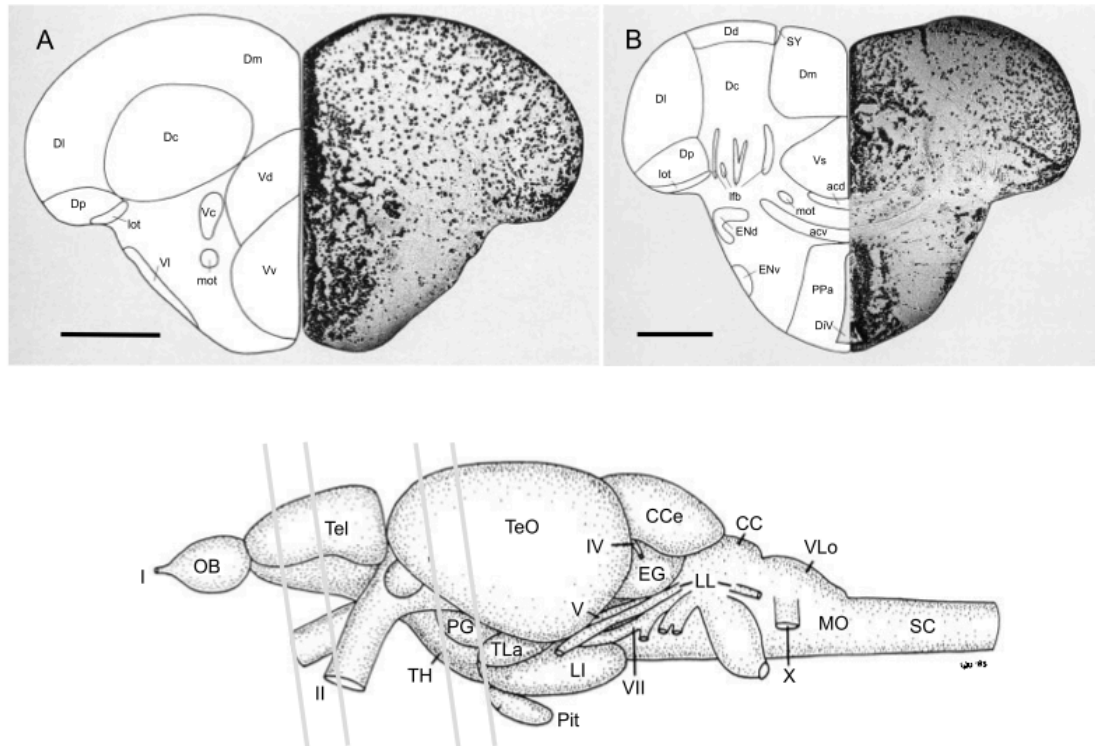 A
Dm
Dc
Dl
Vd
Dp
lot
Vc
Vl
mot
Vv
B
Dd
SY
Dm
Dc
Dl
Dp
Vs
lot
lfb
acd
mot
ENd
acv
ENv
PPa
DiV
Tel
TeO
CCe
CC
VLo
OB
I
IV
EG
LL
V
PG
TLa
MO
SC
LI
II
TH
VII
X
Pit